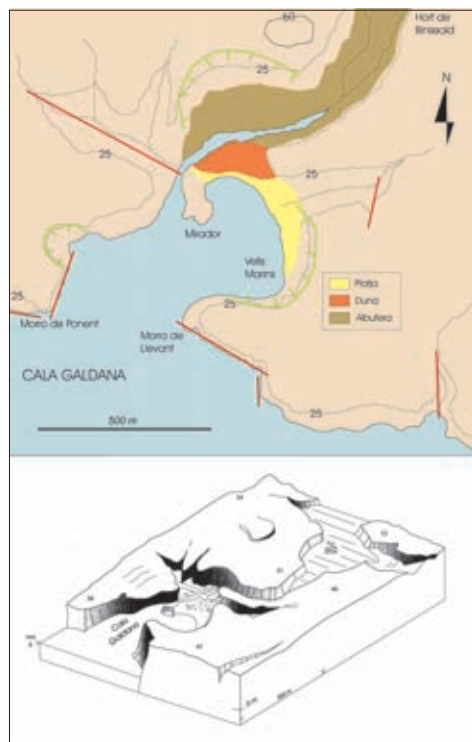 50
Hort de
Binisaid
25
N
25
25
Mirador
Vells
Marins
25
25
Morro de Ponent
Morro de
Llevant
Platja
Duna
Albufera
CALA GALDANA
25
500 m
Cala
Galdana